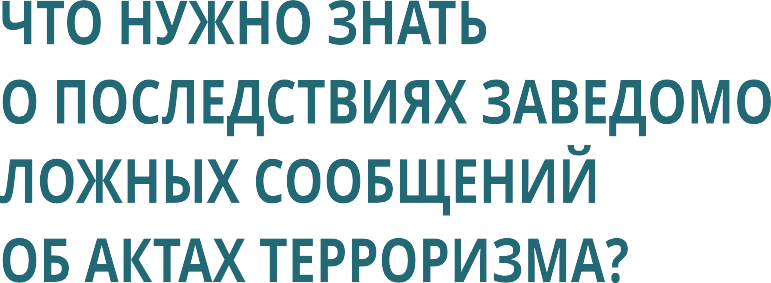 ЧТО НУЖНО ЗНАТЬ
О ПОСЛЕДСТВИЯХ ЗАВЕДОМО
ЛОЖНЫХ СООБЩЕНИЙ
ОБ АКТАХ ТЕРРОРИЗМА?